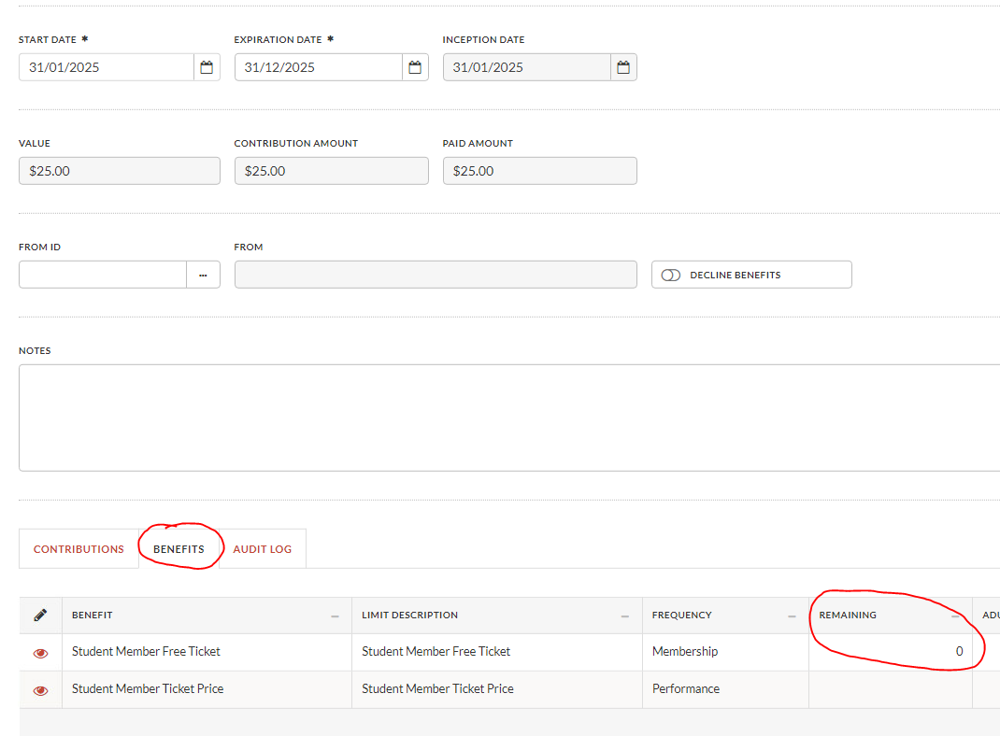 START DATE ✱ EXPIRATION DATE ✱ INCEPTION DATE
31/01/2025 31/12/2025 31/01/2025
VALUE CONTRIBUTION AMOUNT PAID AMOUNT
$25.00 $25.00 $25.00
FROM ID FROM
... DECLINE BENEFITS
NOTES
CONTRIBUTIONS BENEFITS AUDIT LOG
BENEFIT LIMIT DESCRIPTION FREQUENCY REMAINING
Student Member Free Ticket Student Member Free Ticket Membership 0
Student Member Ticket Price Student Member Ticket Price Performance